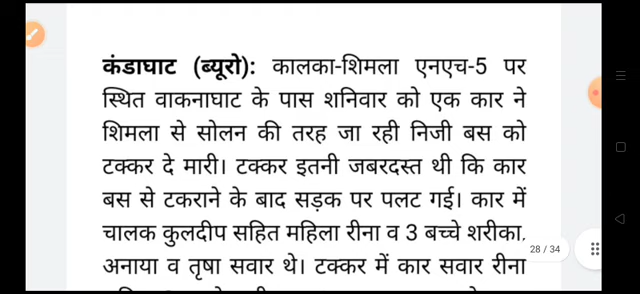 कंडाघाट (ब्यूरो): कालका-शिमला एनएच-5 पर
स्थित वाकनाघाट के पास शनिवार को एक कार ने
शिमला से सोलन की तरह जा रही निजी बस को
टक्कर दे मारी। टक्कर इतनी जबरदस्त थी कि कार
बस से टकराने के बाद सड़क पर पलट गई। कार में
चालक कुलदीप सहित महिला रीना व 3 बच्चे शरीका,
28 / 34
अनाया व तृषा सवार थे। टक्कर में कार सवार रीना